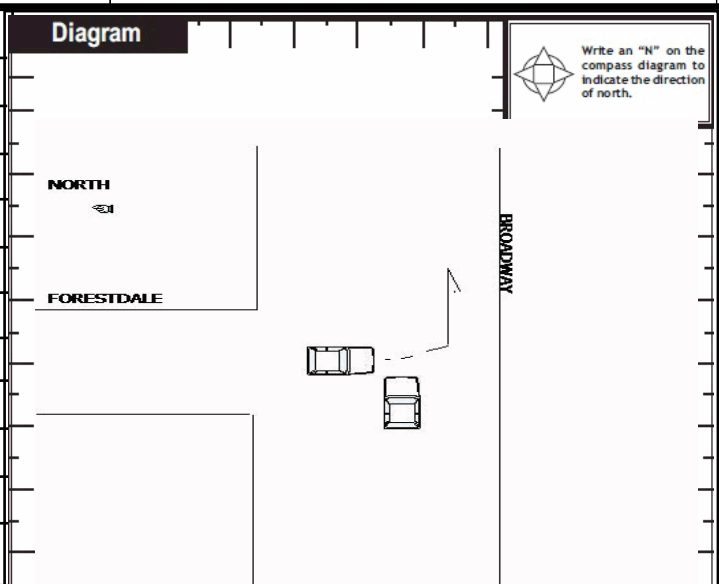 Diagram
Write an “N” on the
compass diagram to
indicate the direction
of north.
NORTH
FORESTDALE
BROADWAY